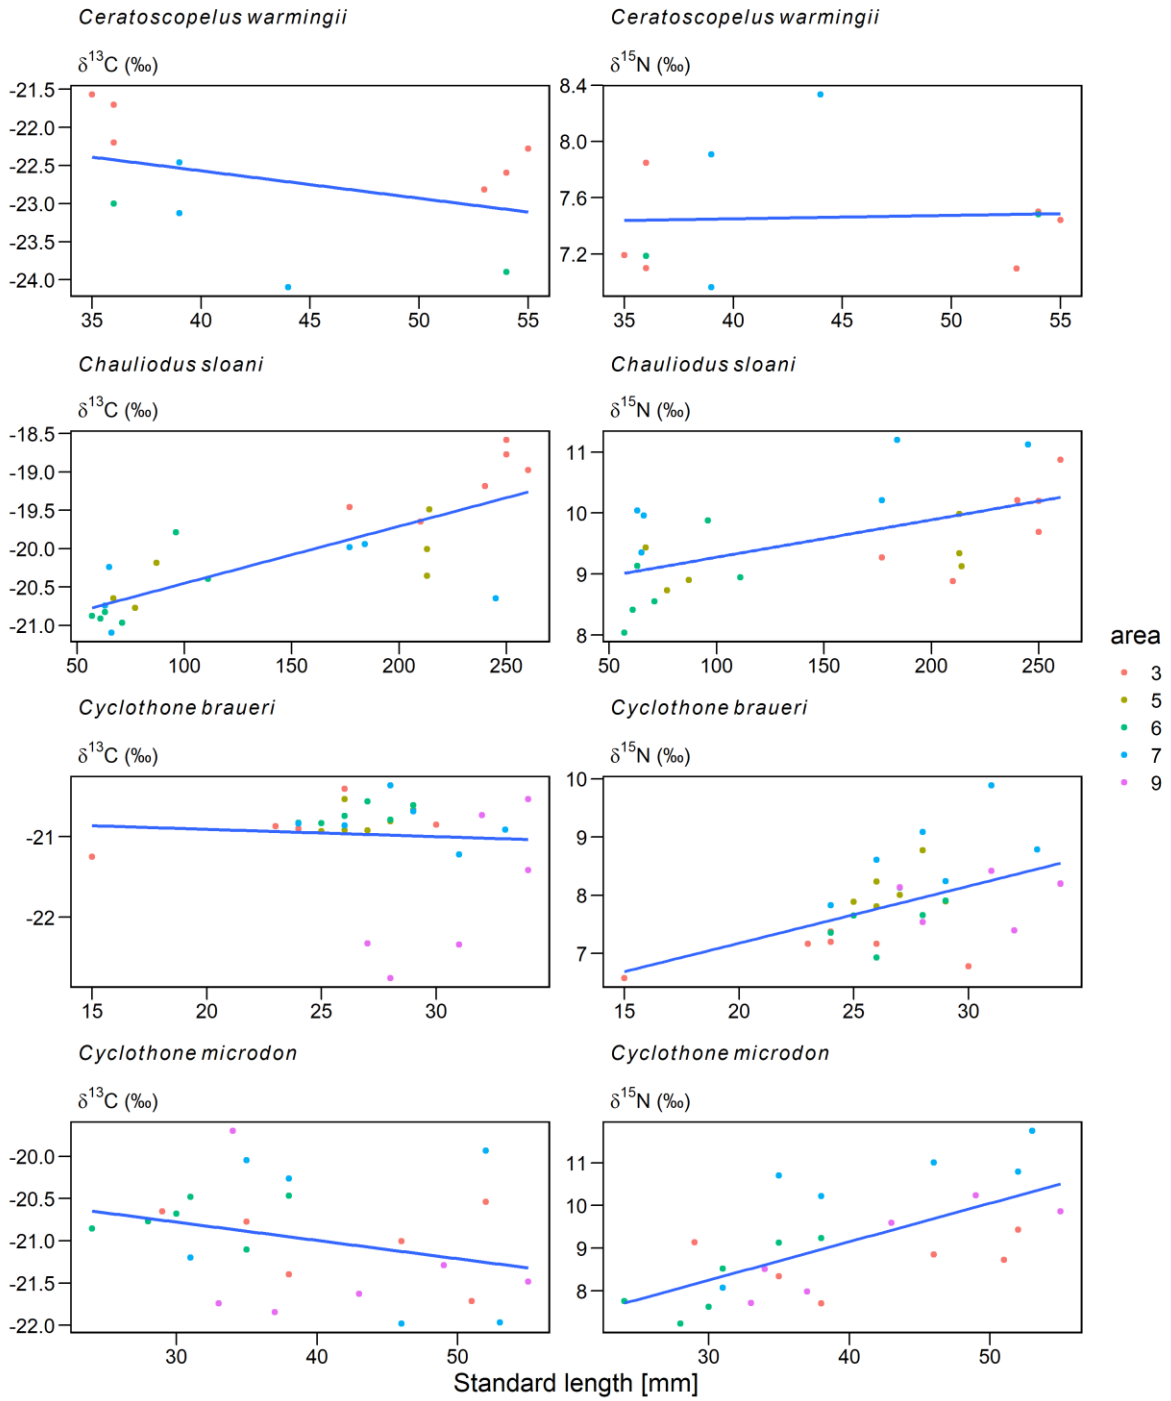 Ceratoscopelus warmingii
δ13C (‰)
-21.5
-22.0
-22.5
-23.0
-23.5
-24.0
35 40 45 50 55
Ceratoscopelus warmingii
δ15N (‰)
8.4
8.0
7.6
7.2
35 40 45 50 55
Chauliodus sloani
δ13C (‰)
-18.5
-19.0
-19.5
-20.0
-20.5
-21.0
50 100 150 200 250
Chauliodus sloani
δ15N (‰)
11
10
9
8
50 100 150 200 250
Cyclothone braueri
δ13C (‰)
-21
-22
15 20 25 30
Cyclothone braueri
δ15N (‰)
10
9
8
7
15 20 25 30
Cyclothone microdon
δ13C (‰)
-20.0
-20.5
-21.0
-21.5
-22.0
30 40 50
Cyclothone microdon
δ15N (‰)
11
10
9
8
30 40 50
Standard length [mm]
area
3
5
6
7
9